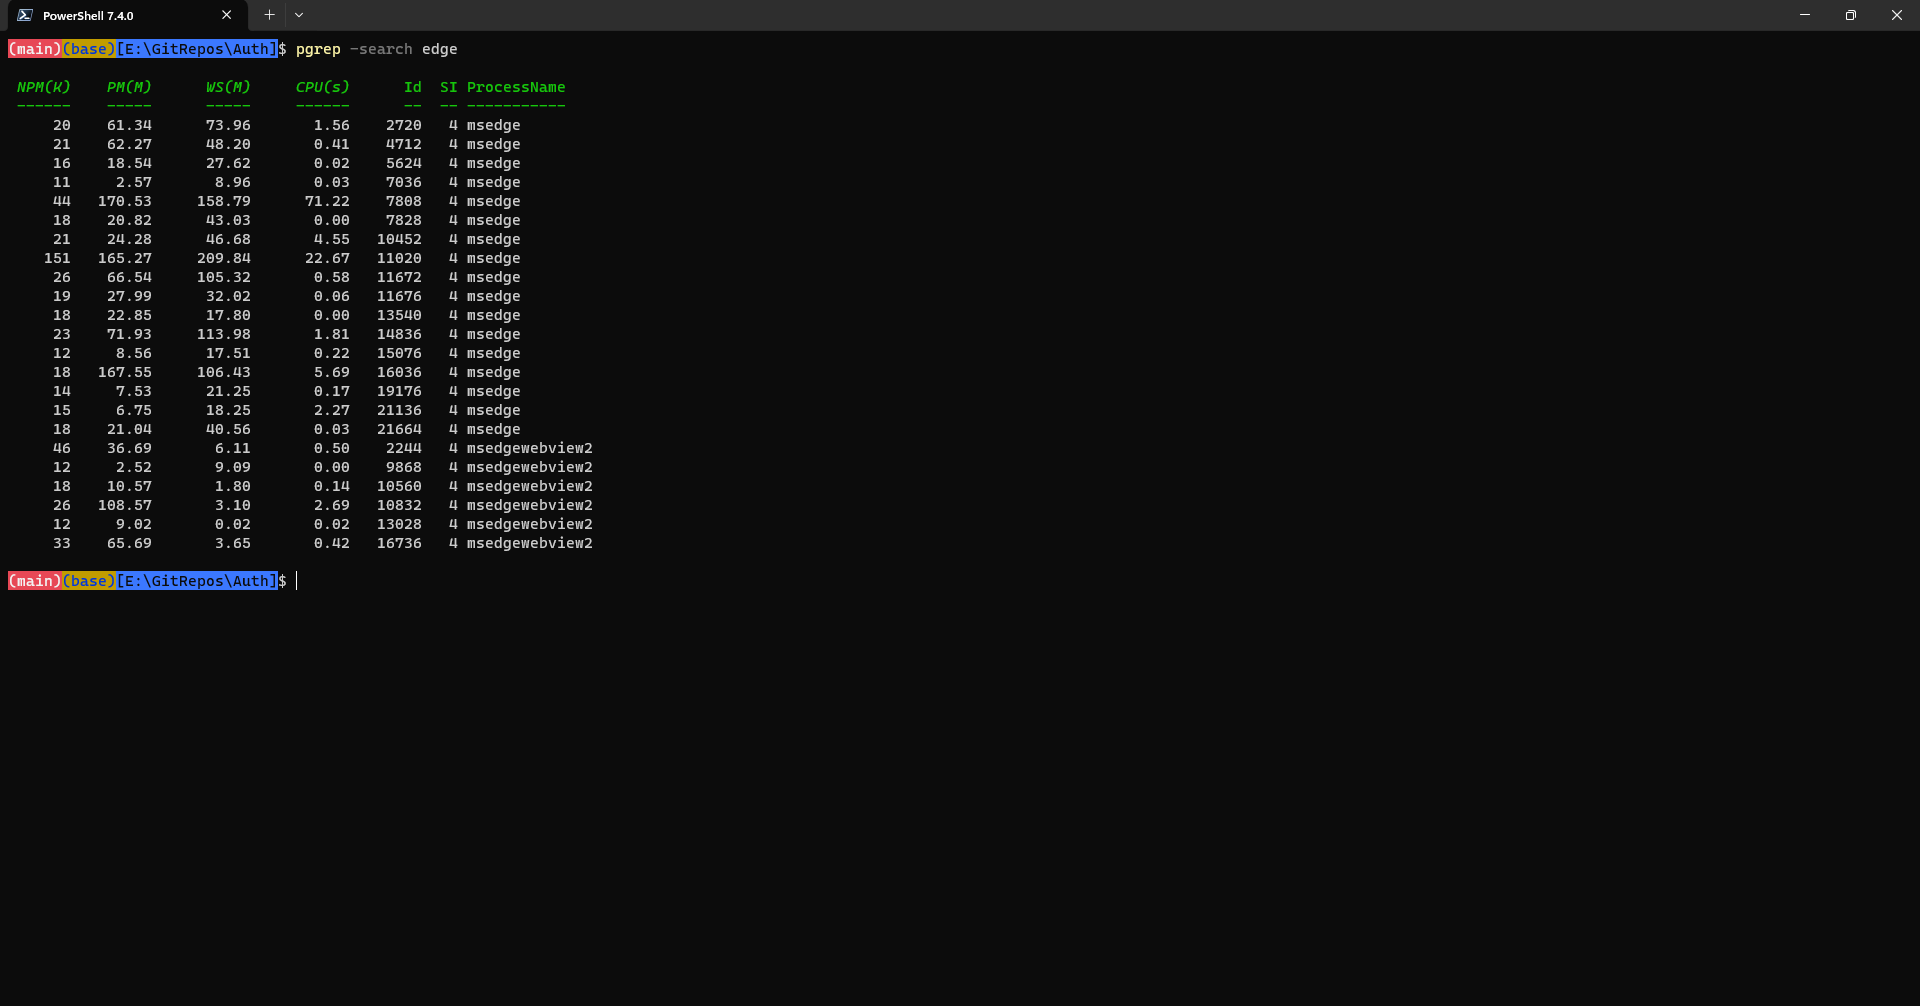 PowerShell 7.4.0
(main)(base)[E:\GitRepos\Auth]$ pgrep -search edge
NPM(K) PM(M) WS(M) CPU(s) Id SI ProcessName
------ ----- ----- ------ -- -- -----------
20 61.34 73.96 1.56 2720 4 msedge
21 62.27 48.20 0.41 4712 4 msedge
16 18.54 27.62 0.02 5624 4 msedge
11 2.57 8.96 0.03 7036 4 msedge
44 170.53 158.79 71.22 7808 4 msedge
18 20.82 43.03 0.00 7828 4 msedge
21 24.28 46.68 4.55 10452 4 msedge
151 165.27 209.84 22.67 11020 4 msedge
26 66.54 105.32 0.58 11672 4 msedge
19 27.99 32.02 0.06 11676 4 msedge
18 22.85 17.80 0.00 13540 4 msedge
23 71.93 113.98 1.81 14836 4 msedge
12 8.56 17.51 0.22 15076 4 msedge
18 167.55 106.43 5.69 16036 4 msedge
14 7.53 21.25 0.17 19176 4 msedge
15 6.75 18.25 2.27 21136 4 msedge
18 21.04 40.56 0.03 21664 4 msedge
46 36.69 6.11 0.50 2244 4 msedgewebview2
12 2.52 9.09 0.00 9868 4 msedgewebview2
18 10.57 1.80 0.14 10560 4 msedgewebview2
26 108.57 3.10 2.69 10832 4 msedgewebview2
12 9.02 0.02 0.02 13028 4 msedgewebview2
33 65.69 3.65 0.42 16736 4 msedgewebview2
(main)(base)[E:\GitRepos\Auth]$